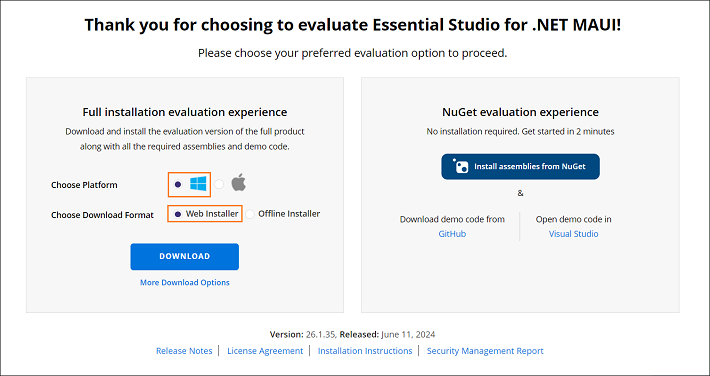 Thank you for choosing to evaluate Essential Studio for .NET MAUI!
Please choose your preferred evaluation option to proceed.
Full installation evaluation experience
Download and install the evaluation version of the full product
along with all the required assemblies and demo code.
Choose Platform
Choose Download Format
Web Installer
Offline Installer
DOWNLOAD
More Download Options
NuGet evaluation experience
No installation required. Get started in 2 minutes
Install assemblies from NuGet
&
Download demo code from
GitHub
Open demo code in
Visual Studio
Version: 26.1.35, Released: June 11, 2024
Release Notes | License Agreement | Installation Instructions | Security Management Report